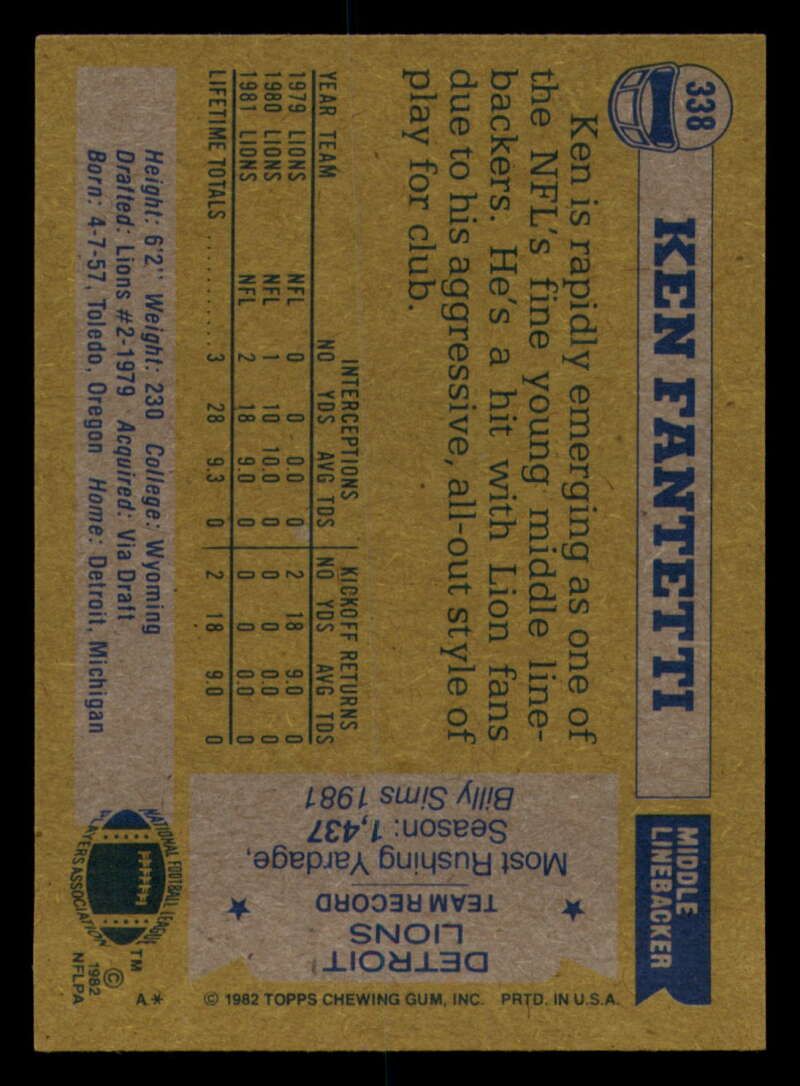 338
KEN FANTETTI
MIDDLE
LINEBACKER
Ken is rapidly emerging as one of
the NFL's fine young middle line-
backers. He's a hit with Lion fans
due to his aggressive, all-out style of
play for club.
INTERCEPTIONS KICKOFF RETURNS
YEAR TEAM NO YDS AVG TDS NO YDS AVG TDS
1979 LIONS NFL 0 0 0.0 0 2 18 9.0 0
1980 LIONS NFL 1 10 10.0 0 0 0 0.0 0
1981 LIONS NFL 2 18 9.0 0 0 0 0.0 0
LIFETIME TOTALS .......... 3 28 9.3 0 2 18 9.0 0
Height: 6'2" Weight: 230 College: Wyoming
Drafted: Lions #2-1979 Acquired: Via Draft
Born: 4-7-57, Toledo, Oregon Home: Detroit, Michigan
DETROIT
LIONS
TEAM RECORD
Most Rushing Yardage,
Season: 1,437
Billy Sims 1981
NATIONAL FOOTBALL LEAGUE
PLAYERS ASSOCIATION
TM
©
1982
NFLPA
A*
© 1982 TOPPS CHEWING GUM, INC. PRTD. IN U.S.A.